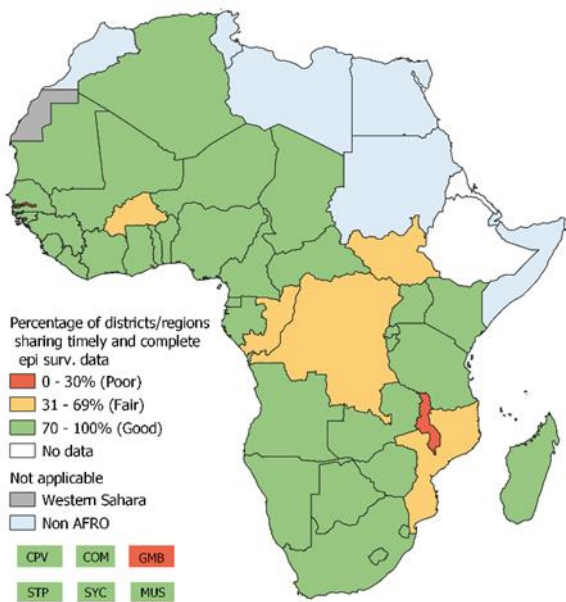 Percentage of districts/regions
sharing timely and complete
epi surv. data
0 - 30% (Poor)
31 - 69% (Fair)
70 - 100% (Good)
No data
Not applicable
Western Sahara
Non AFRO
CPV COM GMB
STP SYC MUS